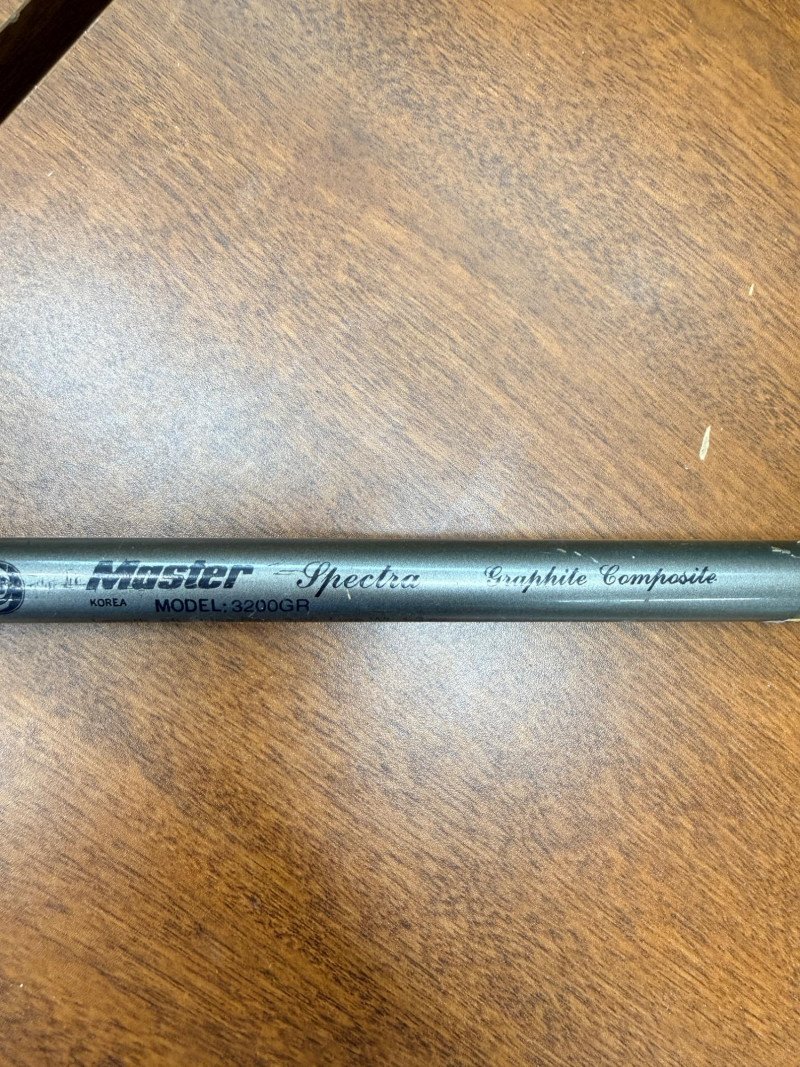 Master Spectra Graphite Composite
KOREA MODEL: 3200GR